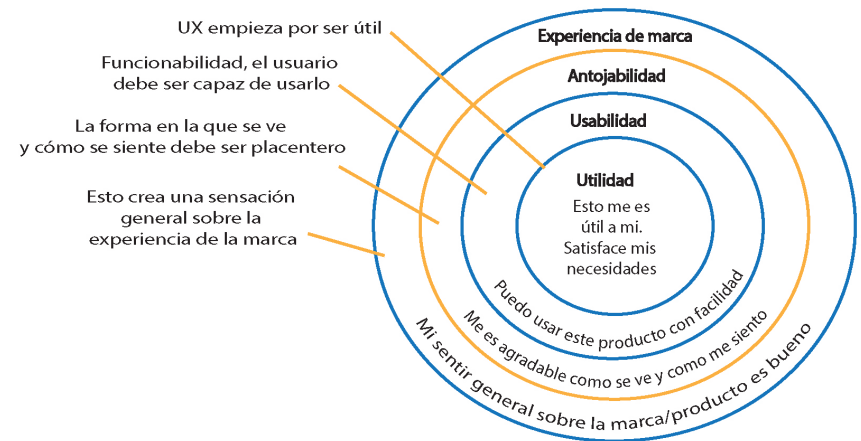 UX empieza por ser útil
Funcionabilidad, el usuario
debe ser capaz de usarlo
La forma en la que se ve
y cómo se siente debe ser placentero
Esto crea una sensación
general sobre la
experiencia de la marca
Experiencia de marca
Antojabilidad
Usabilidad
Utilidad
Esto me es
útil a mi.
Satisface mis
necesidades
Puedo usar este producto con facilidad
Me es agradable como se ve y como me siento
Mi sentir general sobre la marca/producto es bueno